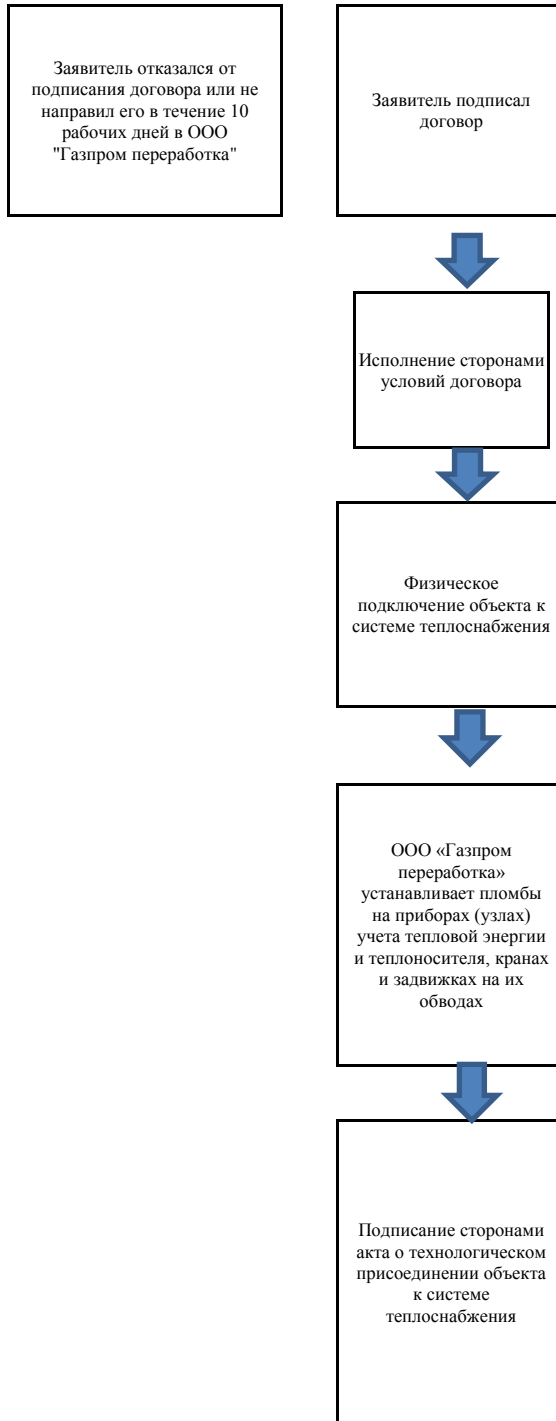 Заявитель отказался от
подписания договора или не
направил его в течение 10
рабочих дней в ООО
"Газпром переработка"
Заявитель подписал
договор
Исполнение сторонами
условий договора
Физическое
подключение объекта к
системе теплоснабжения
ООО «Газпром
переработка»
устанавливает пломбы
на приборах (узлах)
учета тепловой энергии
и теплоносителя, кранах
и задвижках на их
обводах
Подписание сторонами
акта о технологическом
присоединении объекта
к системе
теплоснабжения